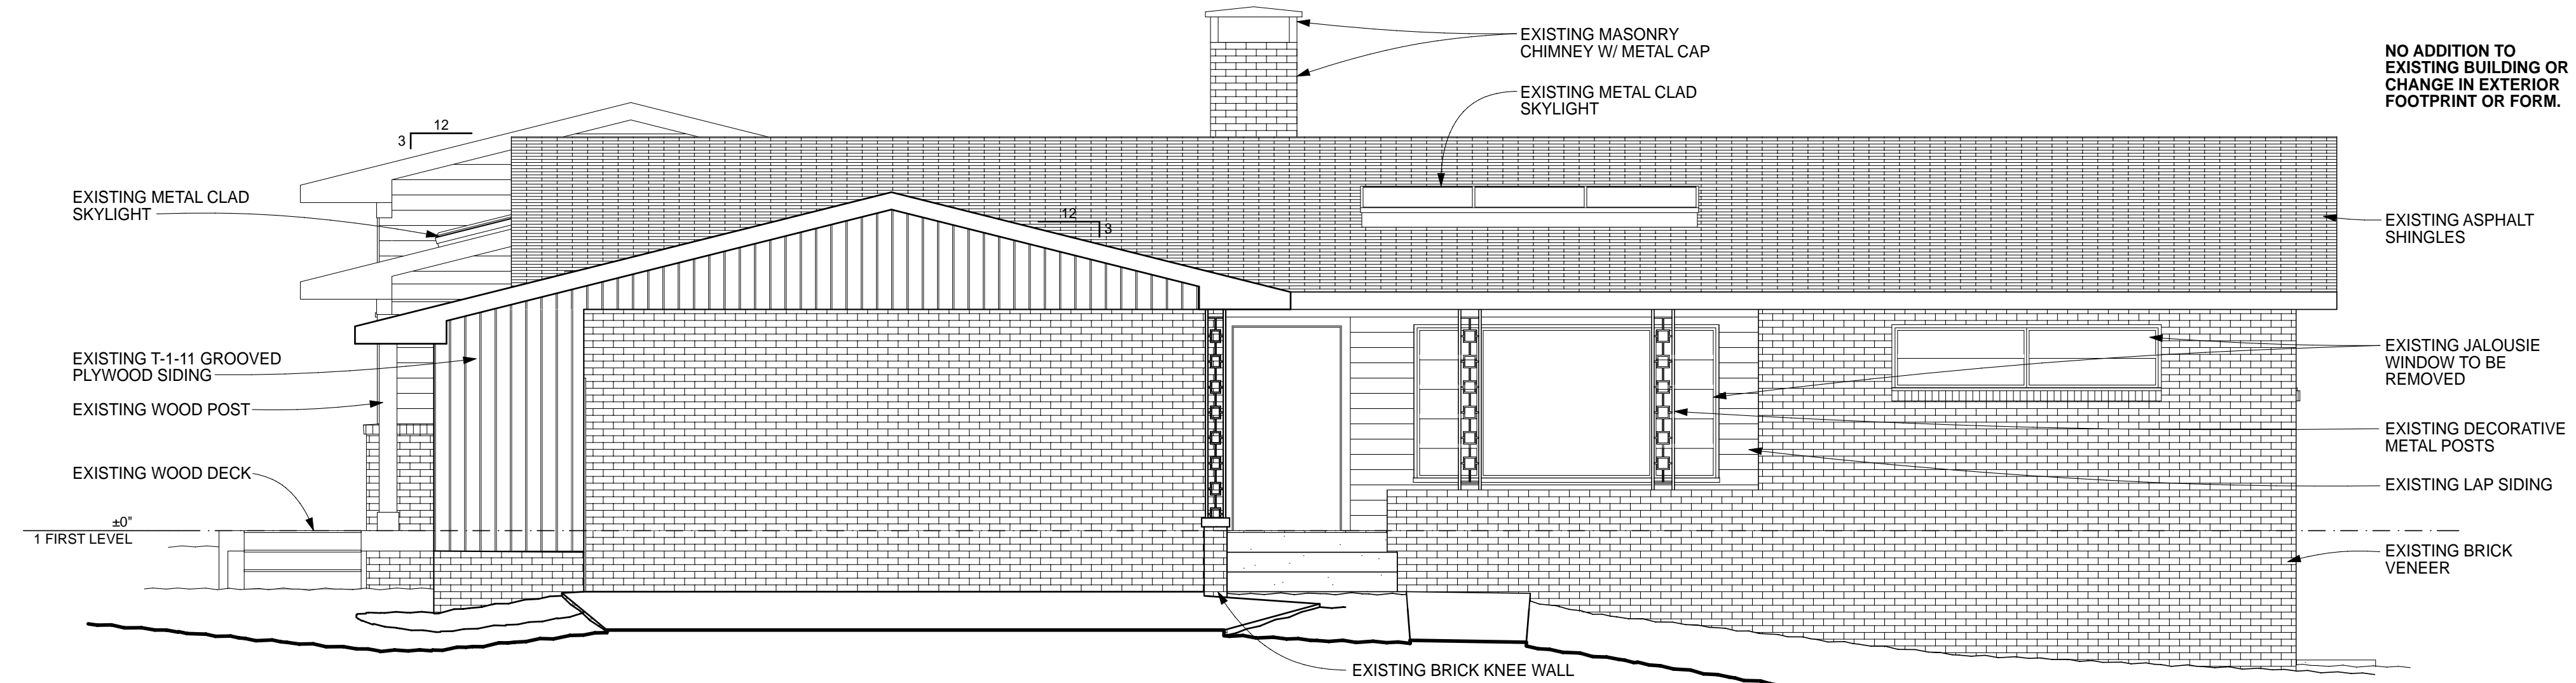 EXISTING MASONRY
CHIMNEY W/ METAL CAP
NO ADDITION TO
EXISTING BUILDING OR
CHANGE IN EXTERIOR
FOOTPRINT OR FORM.
EXISTING METAL CLAD
SKYLIGHT
12
3
EXISTING METAL CLAD
SKYLIGHT
12
3
EXISTING ASPHALT
SHINGLES
EXISTING T-1-11 GROOVED
PLYWOOD SIDING
EXISTING JALOUSIE
WINDOW TO BE
REMOVED
EXISTING WOOD POST
EXISTING DECORATIVE
METAL POSTS
EXISTING WOOD DECK
EXISTING LAP SIDING
±0"
1 FIRST LEVEL
EXISTING BRICK
VENEER
EXISTING BRICK KNEE WALL